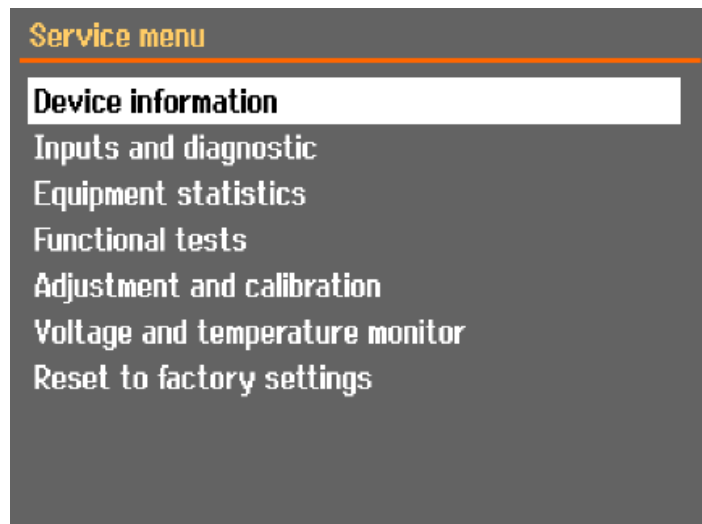 Service menu
Device information
Inputs and diagnostic
Equipment statistics
Functional tests
Adjustment and calibration
Voltage and temperature monitor
Reset to factory settings